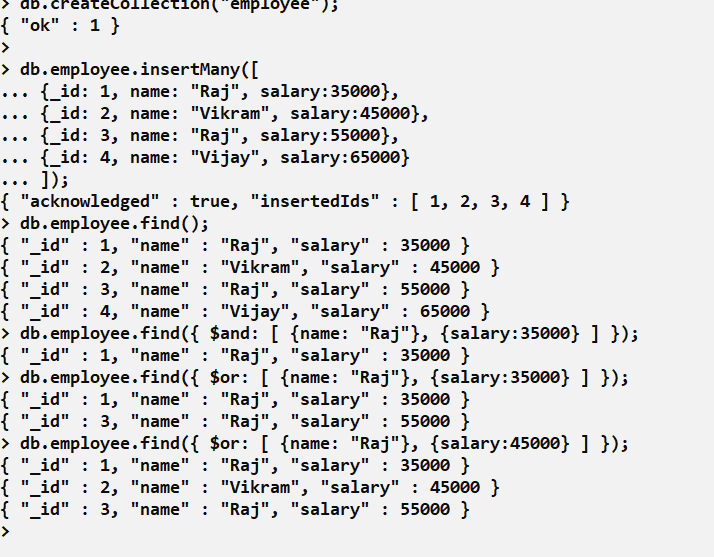 > db.createCollection("employee");
{ "ok" : 1 }
>
> db.employee.insertMany([
... {_id: 1, name: "Raj", salary:35000},
... {_id: 2, name: "Vikram", salary:45000},
... {_id: 3, name: "Raj", salary:55000},
... {_id: 4, name: "Vijay", salary:65000}
... ]);
{ "acknowledged" : true, "insertedIds" : [ 1, 2, 3, 4 ] }
> db.employee.find();
{ "_id" : 1, "name" : "Raj", "salary" : 35000 }
{ "_id" : 2, "name" : "Vikram", "salary" : 45000 }
{ "_id" : 3, "name" : "Raj", "salary" : 55000 }
{ "_id" : 4, "name" : "Vijay", "salary" : 65000 }
> db.employee.find({ $and: [ {name: "Raj"}, {salary:35000} ] });
{ "_id" : 1, "name" : "Raj", "salary" : 35000 }
> db.employee.find({ $or: [ {name: "Raj"}, {salary:35000} ] });
{ "_id" : 1, "name" : "Raj", "salary" : 35000 }
{ "_id" : 3, "name" : "Raj", "salary" : 55000 }
> db.employee.find({ $or: [ {name: "Raj"}, {salary:45000} ] });
{ "_id" : 1, "name" : "Raj", "salary" : 35000 }
{ "_id" : 2, "name" : "Vikram", "salary" : 45000 }
{ "_id" : 3, "name" : "Raj", "salary" : 55000 }
>